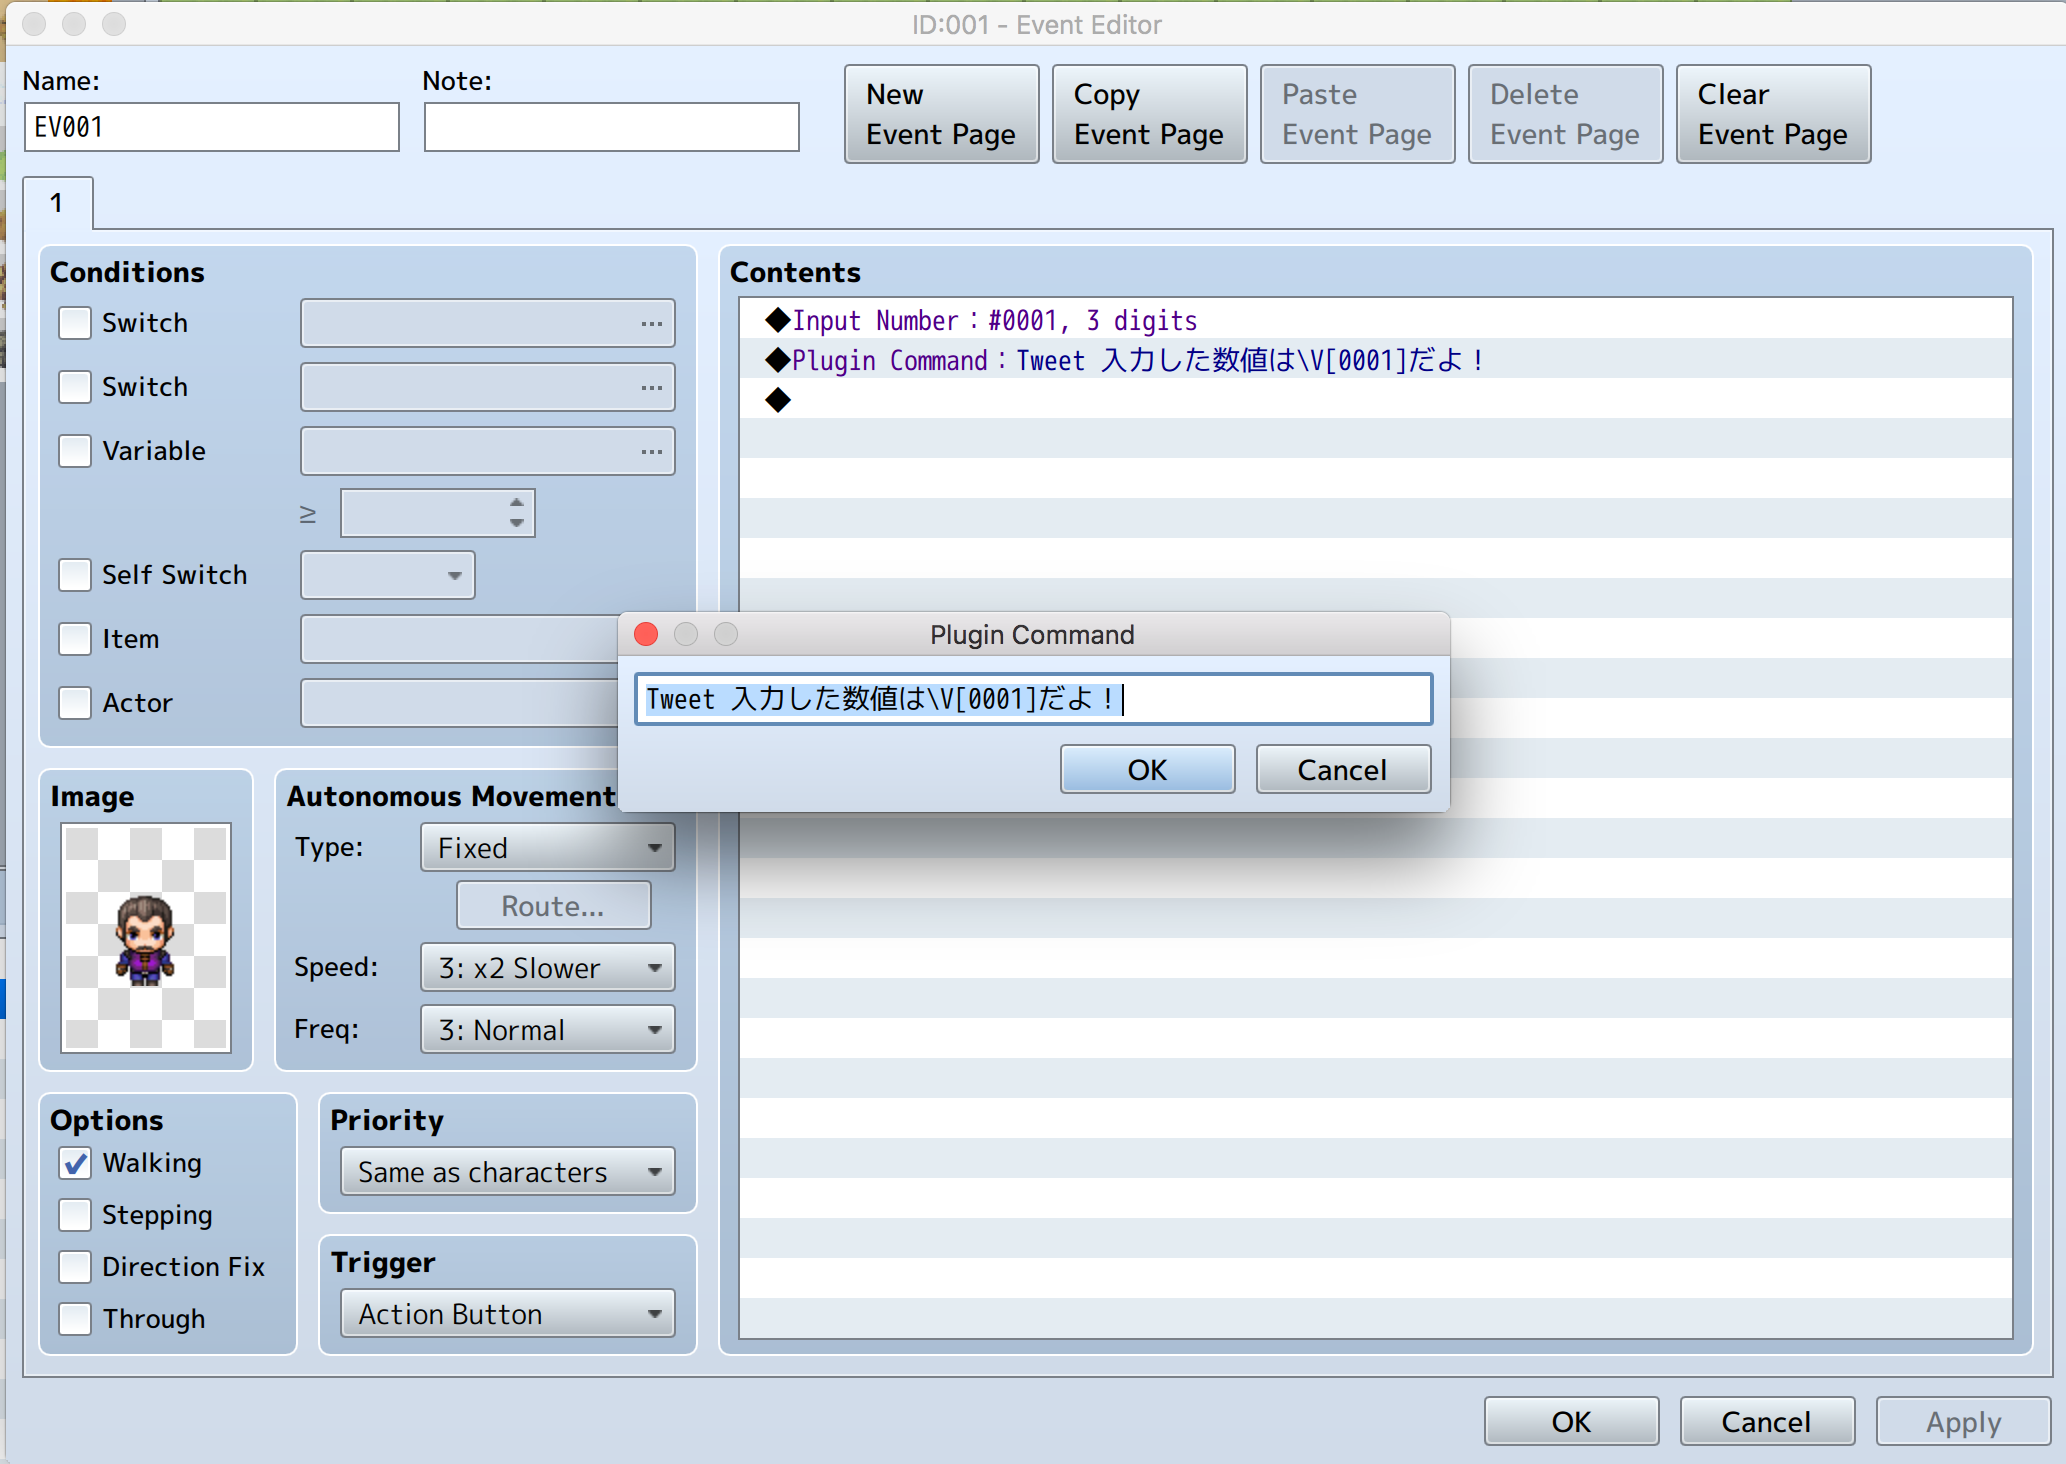 ID:001 - Event Editor
Name:
Note:
EV001
New
Event Page
Copy
Event Page
Paste
Event Page
Delete
Event Page
Clear
Event Page
1
Conditions
Switch
...
Switch
...
Variable
...
≥
Self Switch
Item
Actor
Contents
◆Input Number：#0001, 3 digits
◆Plugin Command：Tweet 入力した数値は\V[0001]だよ！
◆
Plugin Command
Tweet 入力した数値は\V[0001]だよ！
OK
Cancel
Image
Autonomous Movement
Type:
Fixed
Route...
Speed:
3: x2 Slower
Freq:
3: Normal
Options
Walking
Stepping
Direction Fix
Through
Priority
Same as characters
Trigger
Action Button
OK
Cancel
Apply